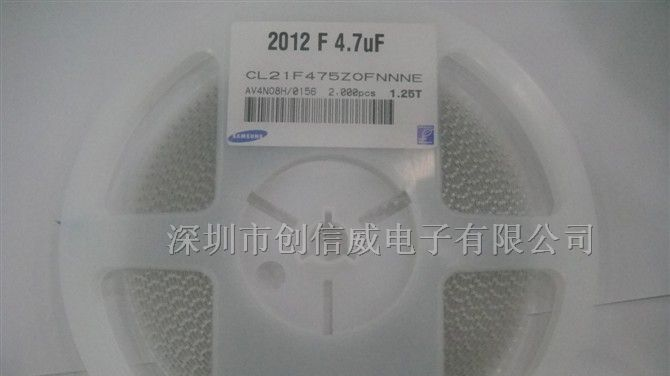 2012 F 4.7uF
CL21F475ZOFNNNE
AV4N08H/0156 2,000pcs 1.25T
SAMSUNG
深圳市创信威电子有限公司